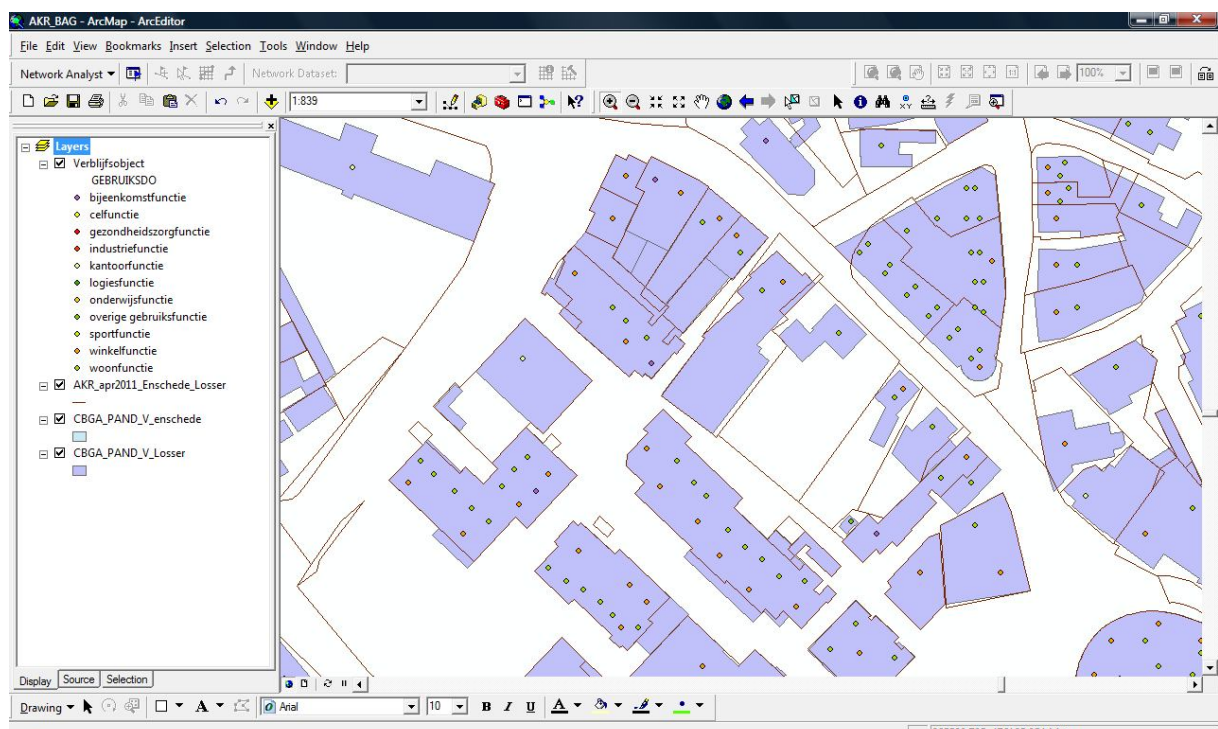 AKR_BAG - ArcMap - ArcEditor
File Edit View Bookmarks Insert Selection Tools Window Help
Network Analyst Network Dataset: 100%
1:839
Layers
Verblijfsobject
GEBRUIKSDO
bijeenkomstfunctie
celfunctie
gezondheidszorgfunctie
industriefunctie
kantoorfunctie
logiesfunctie
onderwijsfunctie
overige gebruiksfunctie
sportfunctie
winkelfunctie
woonfunctie
AKR_apr2011_Enschede_Losser
CBGA_PAND_V_enschede
CBGA_PAND_V_Losser
Display Source Selection
Drawing A Arial 10 B I U A